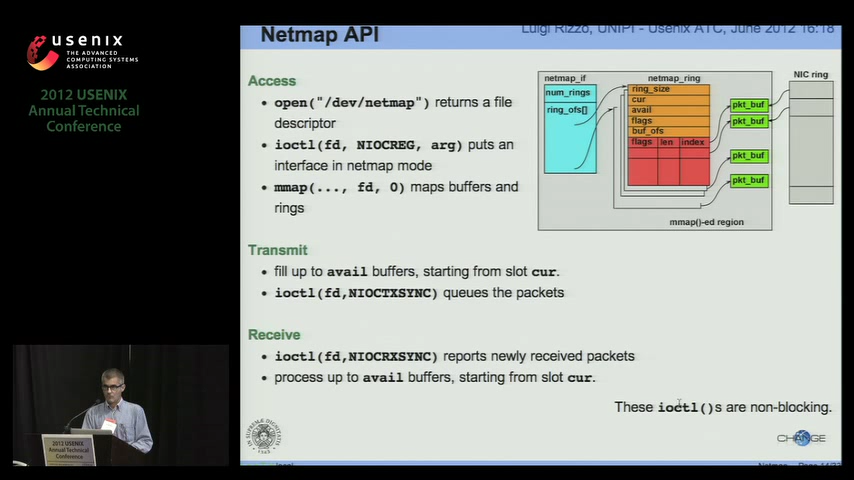 usenix
THE ADVANCED
COMPUTING SYSTEMS
ASSOCIATION
2012 USENIX
Annual Technical
Conference
Netmap API
Luigi Rizzo, UNIPI - Usenix ATC, June 2012 16:18
Access
• open("/dev/netmap") returns a file
descriptor
• ioctl(fd, NIOCREG, arg) puts an
interface in netmap mode
• mmap(..., fd, 0) maps buffers and
rings
netmap_if
num_rings
ring_ofs[]
netmap_ring
ring_size
cur
avail
flags
buf_ofs
flags len index
pkt_buf
pkt_buf
pkt_buf
pkt_buf
NIC ring
mmap()-ed region
Transmit
• fill up to avail buffers, starting from slot cur.
• ioctl(fd,NIOCTXSYNC) queues the packets
Receive
• ioctl(fd,NIOCRXSYNC) reports newly received packets
• process up to avail buffers, starting from slot cur.
These ioctl()s are non-blocking.
CHANGE
2012 USENIX
Annual Technical
Conference